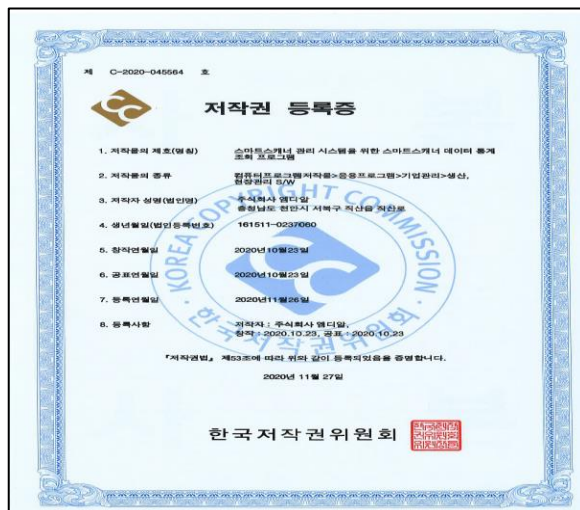 제 C-2020-045564 호
저작권 등록증
1. 저작물의 제호(명칭) 스마트스캐너 관리 시스템을 위한 스마트스캐너 데이터 통계
조회 프로그램
2. 저작물의 종류 컴퓨터프로그램저작물>응용프로그램>기업관리>생산,
현장관리 S/W
3. 저작자 성명(법인명) 주식회사 엠디알
충청남도 천안시 서북구 직산읍 직산로
4. 생년월일(법인등록번호) 161511-0237060
5. 창작연월일 2020년10월23일
6. 공표연월일 2020년10월23일
7. 등록연월일 2020년11월26일
8. 등록사항 저작자 : 주식회사 엠디알,
창작 : 2020.10.23, 공표 : 2020.10.23
『저작권법』 제53조에 따라 위와 같이 등록되었음을 증명합니다.
2020년 11월 27일
한국저작권위원회
KOREA COPYRIGHT COMMISSION
한국저작권위원회